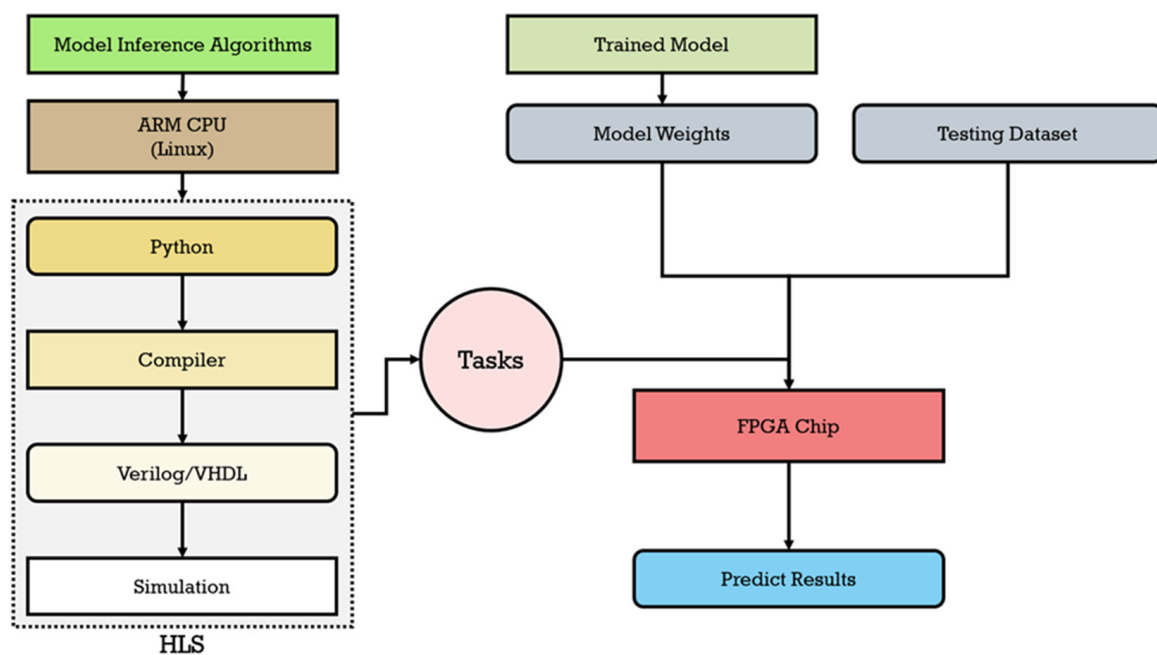 Model Inference Algorithms
ARM CPU
(Linux)
Python
Compiler
Verilog/VHDL
Simulation
HLS
Tasks
Trained Model
Model Weights
Testing Dataset
FPGA Chip
Predict Results